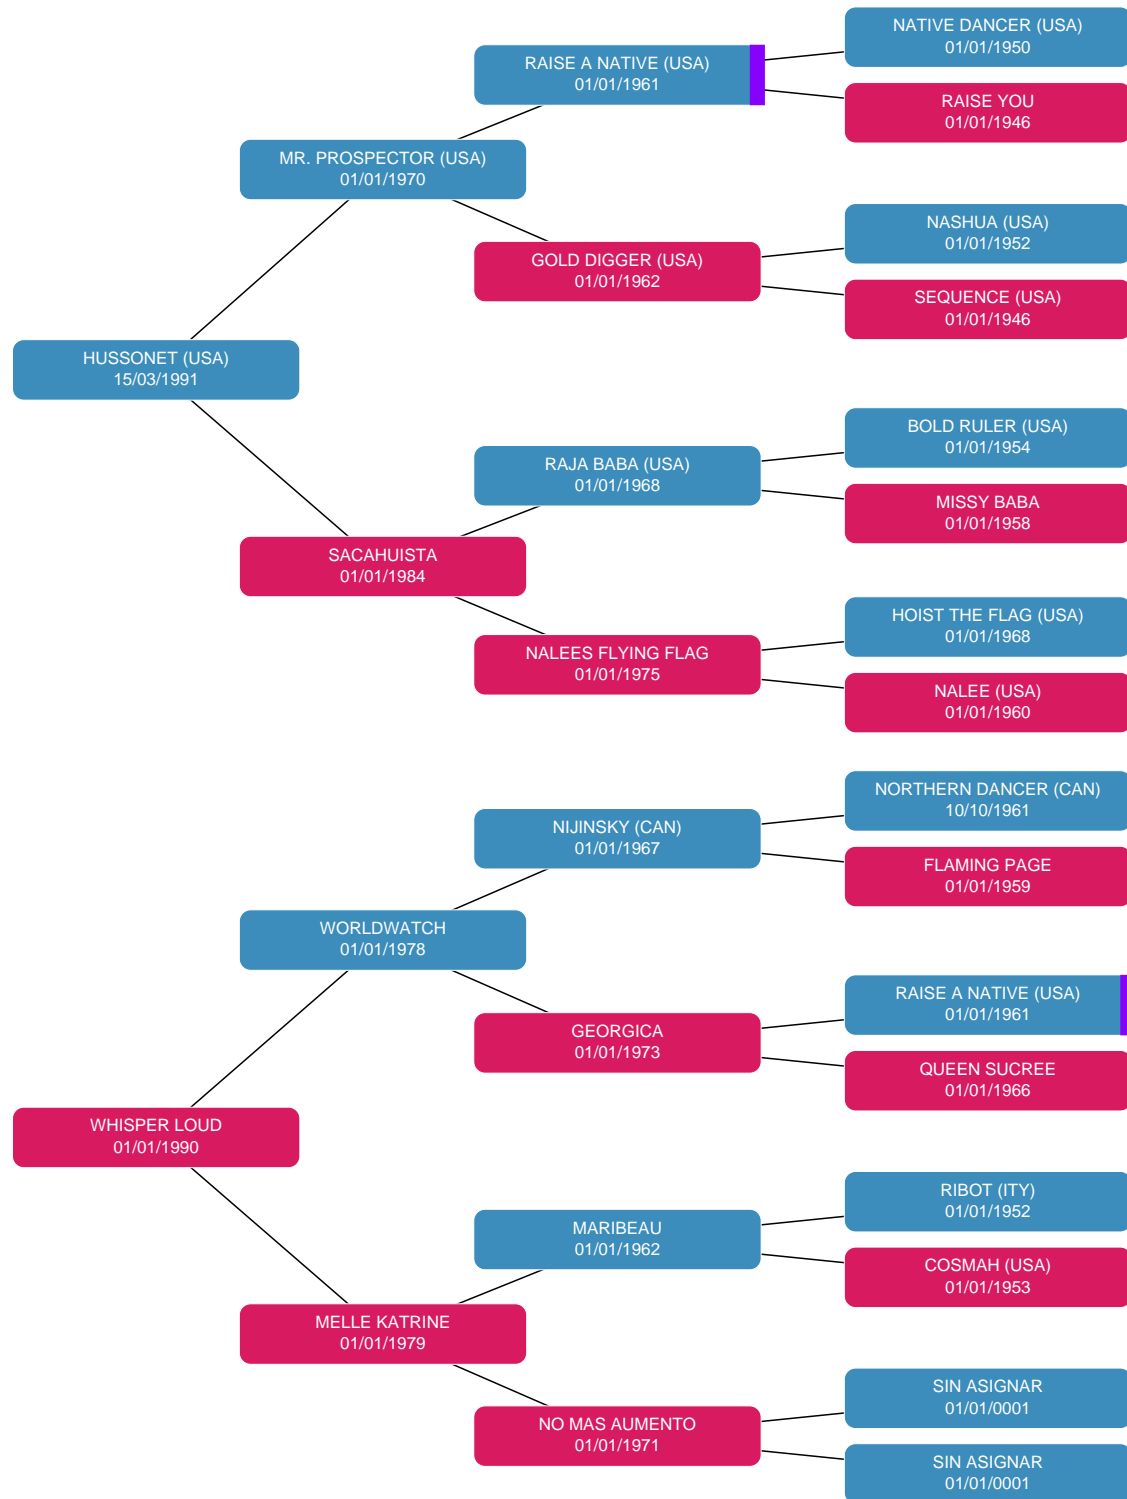 NATIVE DANCER (USA)
01/01/1950
RAISE A NATIVE (USA)
01/01/1961
RAISE YOU
01/01/1946
MR. PROSPECTOR (USA)
01/01/1970
NASHUA (USA)
01/01/1952
GOLD DIGGER (USA)
01/01/1962
SEQUENCE (USA)
01/01/1946
HUSSONET (USA)
15/03/1991
BOLD RULER (USA)
01/01/1954
RAJA BABA (USA)
01/01/1968
MISSY BABA
01/01/1958
SACAHUISTA
01/01/1984
HOIST THE FLAG (USA)
01/01/1968
NALEES FLYING FLAG
01/01/1975
NALEE (USA)
01/01/1960
NORTHERN DANCER (CAN)
10/10/1961
NIJINSKY (CAN)
01/01/1967
FLAMING PAGE
01/01/1959
WORLDWATCH
01/01/1978
RAISE A NATIVE (USA)
01/01/1961
GEORGICA
01/01/1973
QUEEN SUCREE
01/01/1966
WHISPER LOUD
01/01/1990
RIBOT (ITY)
01/01/1952
MARIBEAU
01/01/1962
COSMAH (USA)
01/01/1953
MELLE KATRINE
01/01/1979
SIN ASIGNAR
01/01/0001
NO MAS AUMENTO
01/01/1971
SIN ASIGNAR
01/01/0001